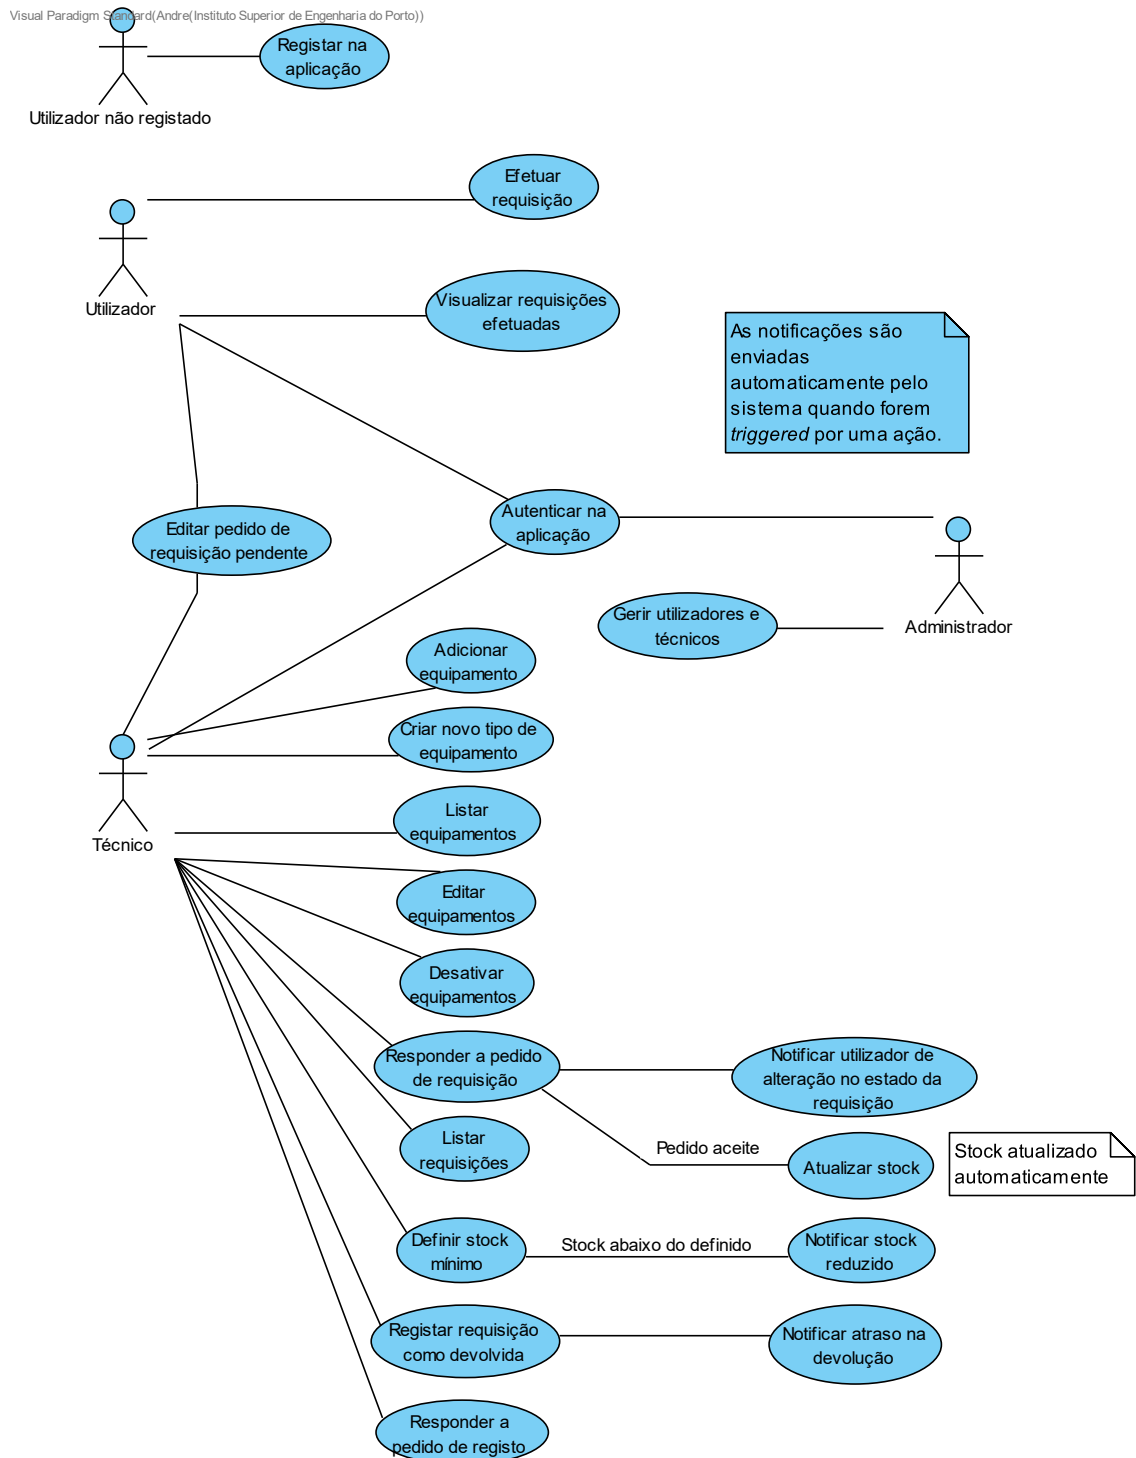 Visual Paradigm Standard(Andre(Instituto Superior de Engenharia do Porto))
Registar na
aplicação
Utilizador não registado
Efetuar
requisição
Utilizador
Visualizar requisições
efetuadas
As notificações são
enviadas
automaticamente pelo
sistema quando forem
triggered por uma ação.
Editar pedido de
requisição pendente
Autenticar na
aplicação
Gerir utilizadores e
técnicos
Administrador
Adicionar
equipamento
Criar novo tipo de
equipamento
Técnico
Listar
equipamentos
Editar
equipamentos
Desativar
equipamentos
Responder a pedido
de requisição
Notificar utilizador de
alteração no estado da
requisição
Listar
requisições
Pedido aceite
Atualizar stock
Stock atualizado
automaticamente
Definir stock
mínimo
Stock abaixo do definido
Notificar stock
reduzido
Registar requisição
como devolvida
Notificar atraso na
devolução
Responder a
pedido de registo